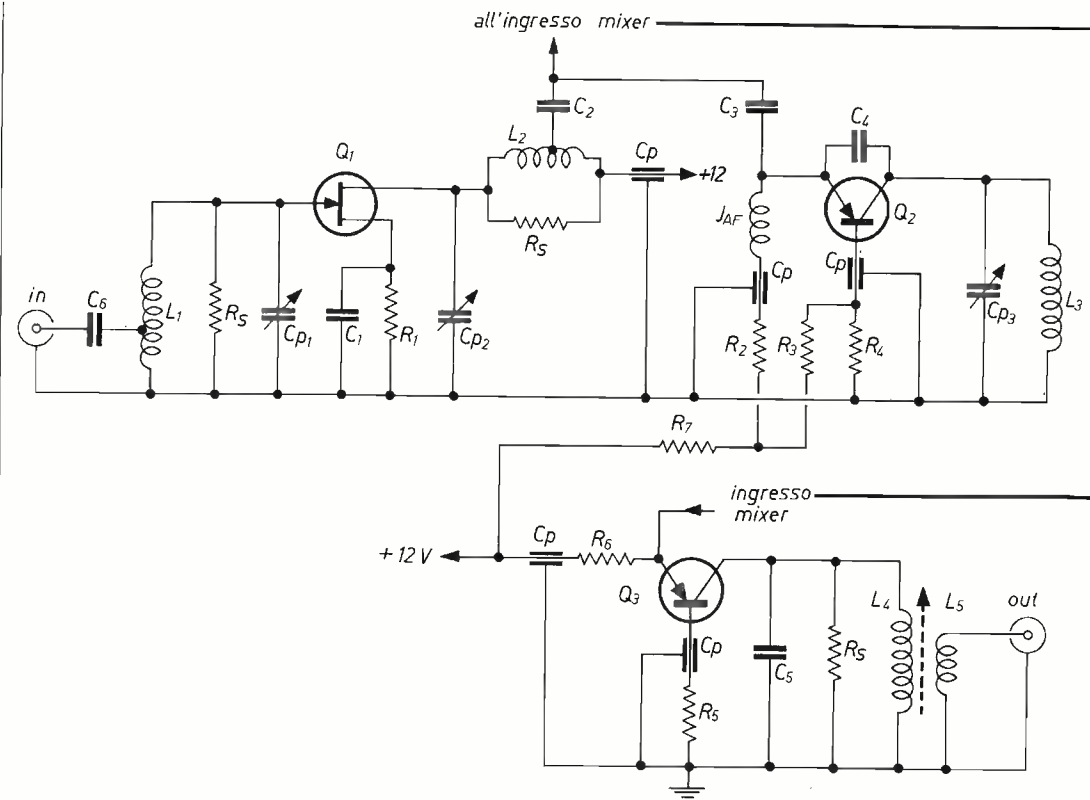 all'ingresso mixer
C2
C3
C4
L2
Q1
Cp
+12
JAF
Q2
RS
in
C6
L1
RS
Cp1
C1
R1
Cp2
Cp
Cp
Cp3
L3
R2
R3
R4
R7
ingresso
mixer
+12V
Cp
R6
Q3
L4
L5
out
Cp
C5
RS
R5